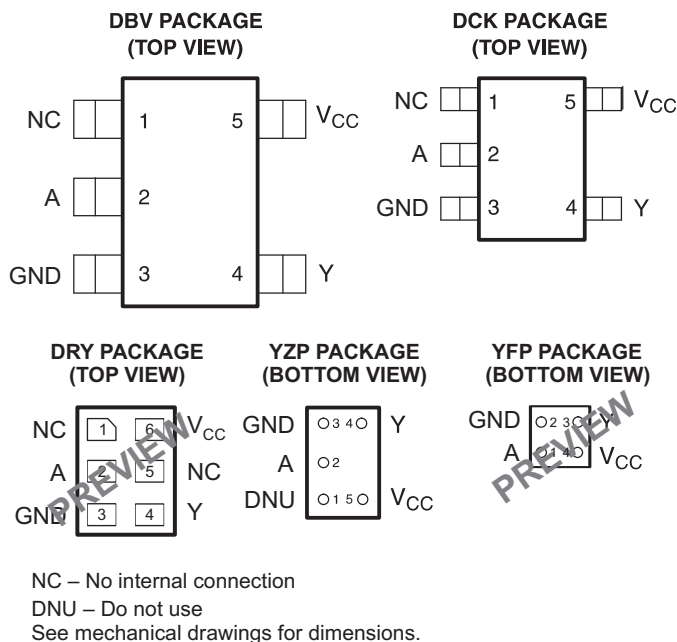 DBV PACKAGE
(TOP VIEW)
NC 1 5 VCC
A 2
GND 3 4 Y
DCK PACKAGE
(TOP VIEW)
NC 1 5 VCC
A 2
GND 3 4 Y
DRY PACKAGE
(TOP VIEW)
NC 1 6 VCC
A 2 5 NC
GND 3 4 Y
PREVIEW
YZP PACKAGE
(BOTTOM VIEW)
GND 3 4 Y
A 2
DNU 1 5 VCC
YFP PACKAGE
(BOTTOM VIEW)
GND 2 3 Y
A 1 4 VCC
PREVIEW
NC – No internal connection
DNU – Do not use
See mechanical drawings for dimensions.